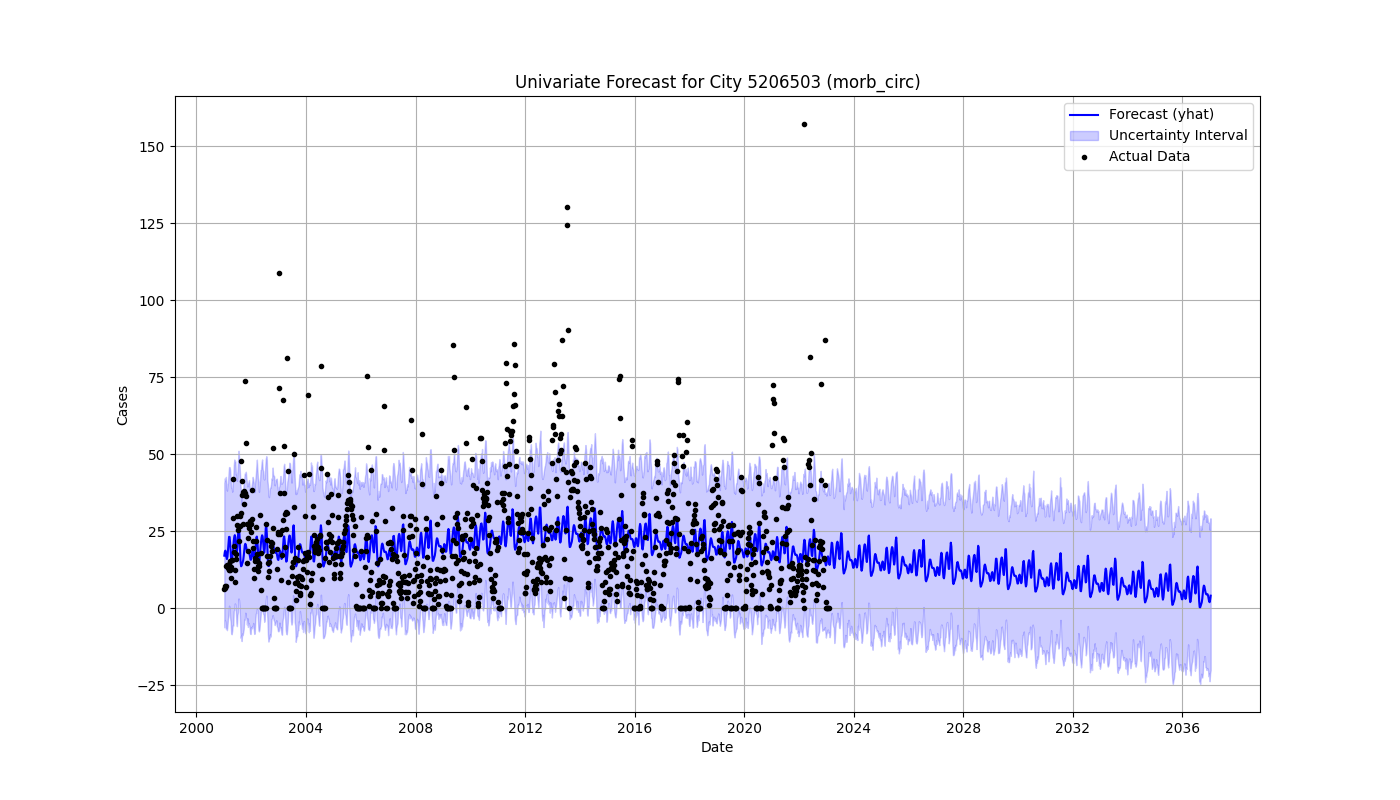 Univariate Forecast for City 5206503 (morb_circ)
Forecast (yhat)
Uncertainty Interval
Actual Data
Cases
150
125
100
75
50
25
0
−25
2000 2004 2008 2012 2016 2020 2024 2028 2032 2036
Date